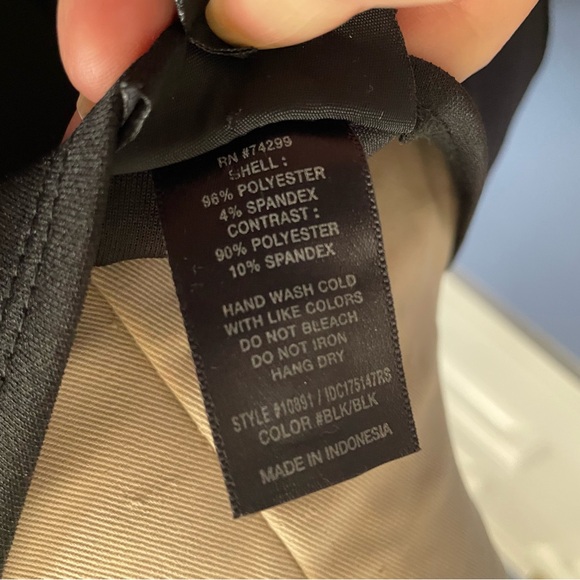 RN #74299
SHELL:
96% POLYESTER
4% SPANDEX
CONTRAST:
90% POLYESTER
10% SPANDEX
HAND WASH COLD
WITH LIKE COLORS
DO NOT BLEACH
DO NOT IRON
HANG DRY
STYLE #10891 / IDC175147RS
COLOR #BLK/BLK
MADE IN INDONESIA